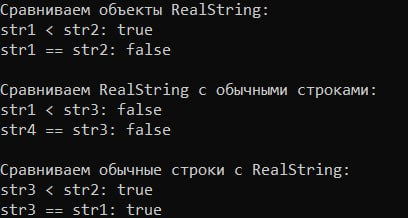 Сравниваем объекты RealString:
str1 < str2: true
str1 == str2: false
Сравниваем RealString с обычными строками:
str1 < str3: false
str4 == str3: false
Сравниваем обычные строки с RealString:
str3 < str2: true
str3 == str1: true